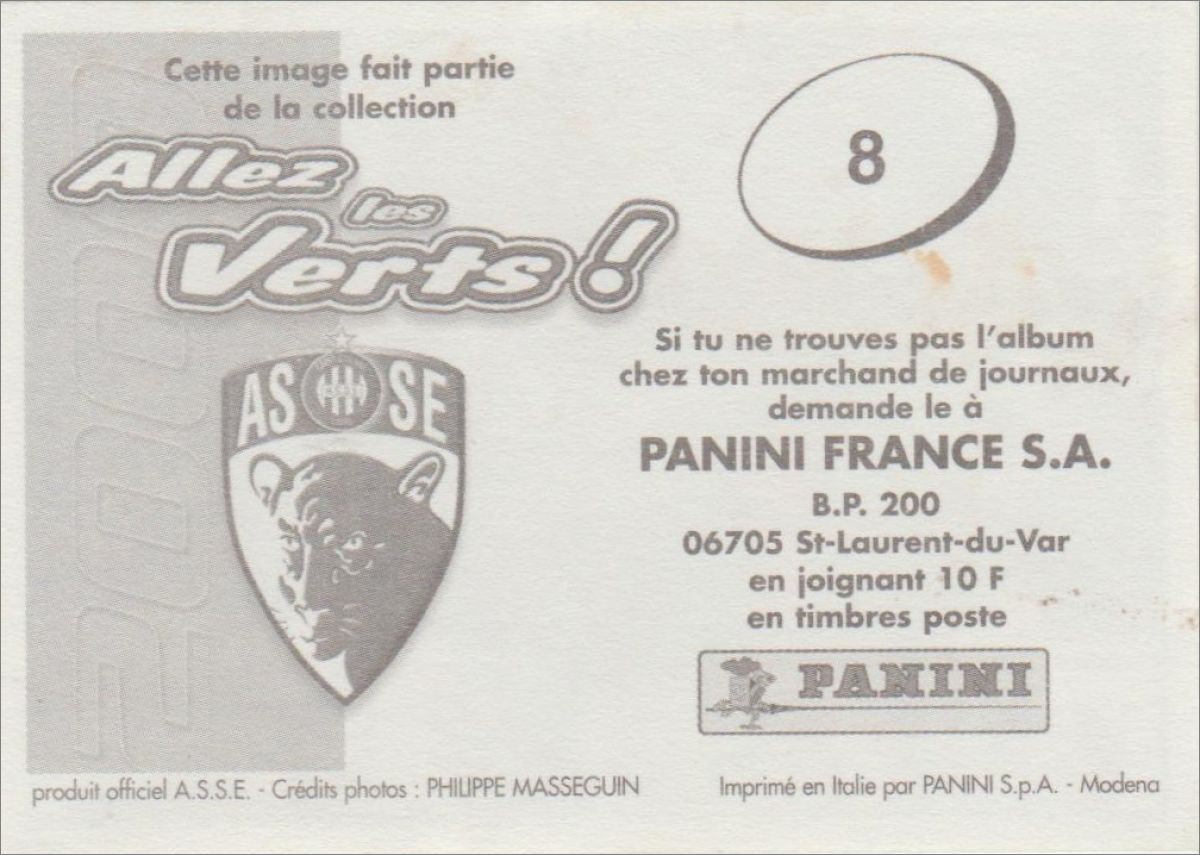 Cette image fait partie
de la collection
Allez
les
Verts !
8
AS SE
Si tu ne trouves pas l'album
chez ton marchand de journaux,
demande le à
PANINI FRANCE S.A.
B.P. 200
06705 St-Laurent-du-Var
en joignant 10 F
en timbres poste
PANINI
produit officiel A.S.S.E. - Crédits photos : PHILIPPE MASSEGUIN
Imprimé en Italie par PANINI S.p.A. - Modena